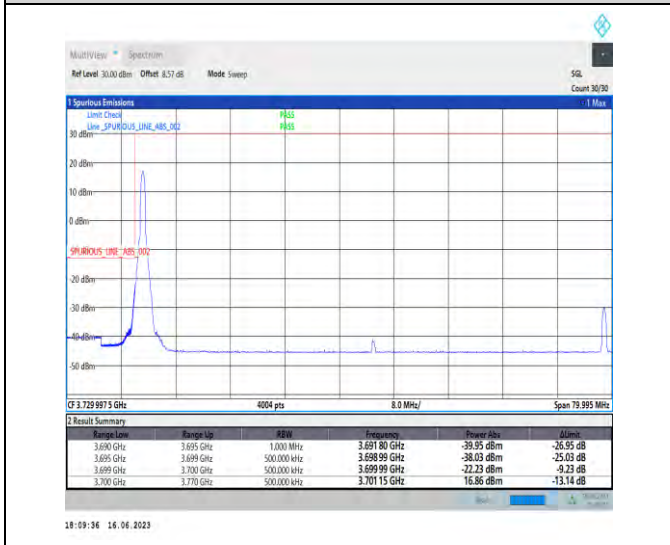 MultiView Spectrum
Ref Level 30.00 dBm Offset 8.57 dB Mode Sweep SGL
Count 30/30
1 Spurious Emissions 1 Max
Limit Check PASS
Line _SPURIOUS_LINE_ABS_002 PASS
30 dBm
20 dBm
10 dBm
0 dBm
SPURIOUS_LINE_ABS_002
-20 dBm
-30 dBm
-40 dBm
-50 dBm
CF 3.729 997 5 GHz 4004 pts 8.0 MHz/ Span 79.995 MHz
2 Result Summary
Range Low Range Up RBW Frequency Power Abs ΔLimit
3.690 GHz 3.695 GHz 1.000 MHz 3.691 80 GHz -39.95 dBm -26.95 dB
3.695 GHz 3.699 GHz 500.000 kHz 3.698 99 GHz -38.03 dBm -25.03 dB
3.699 GHz 3.700 GHz 500.000 kHz 3.699 99 GHz -22.23 dBm -9.23 dB
3.700 GHz 3.770 GHz 500.000 kHz 3.701 15 GHz 16.86 dBm -13.14 dB
18:09:36 16.06.2023